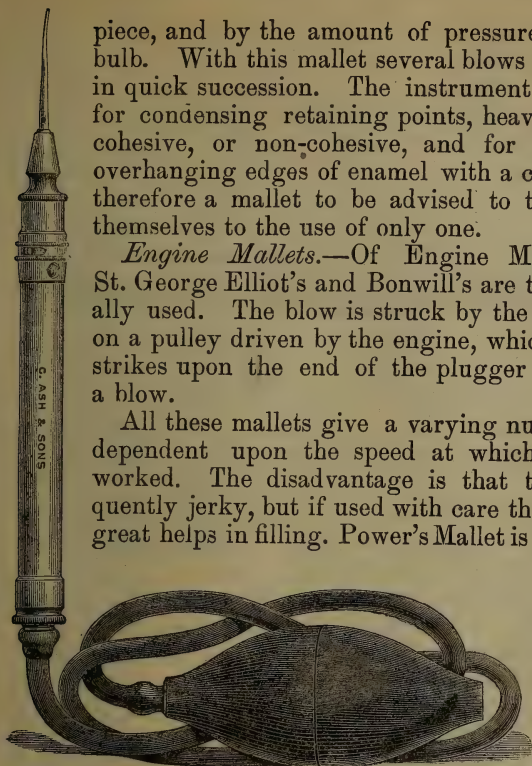 piece, and by the amount of pressure
bulb. With this mallet several blows
in quick succession. The instrument
for condensing retaining points, heav
cohesive, or non-cohesive, and for
overhanging edges of enamel with a c
therefore a mallet to be advised to t
themselves to the use of only one.
Engine Mallets.—Of Engine M
St. George Elliot's and Bonwill's are t
ally used. The blow is struck by the
on a pulley driven by the engine, whic
strikes upon the end of the plugger
a blow.
All these mallets give a varying nu
dependent upon the speed at which
worked. The disadvantage is that t
quently jerky, but if used with care th
great helps in filling. Power's Mallet is
C. ASH & SONS